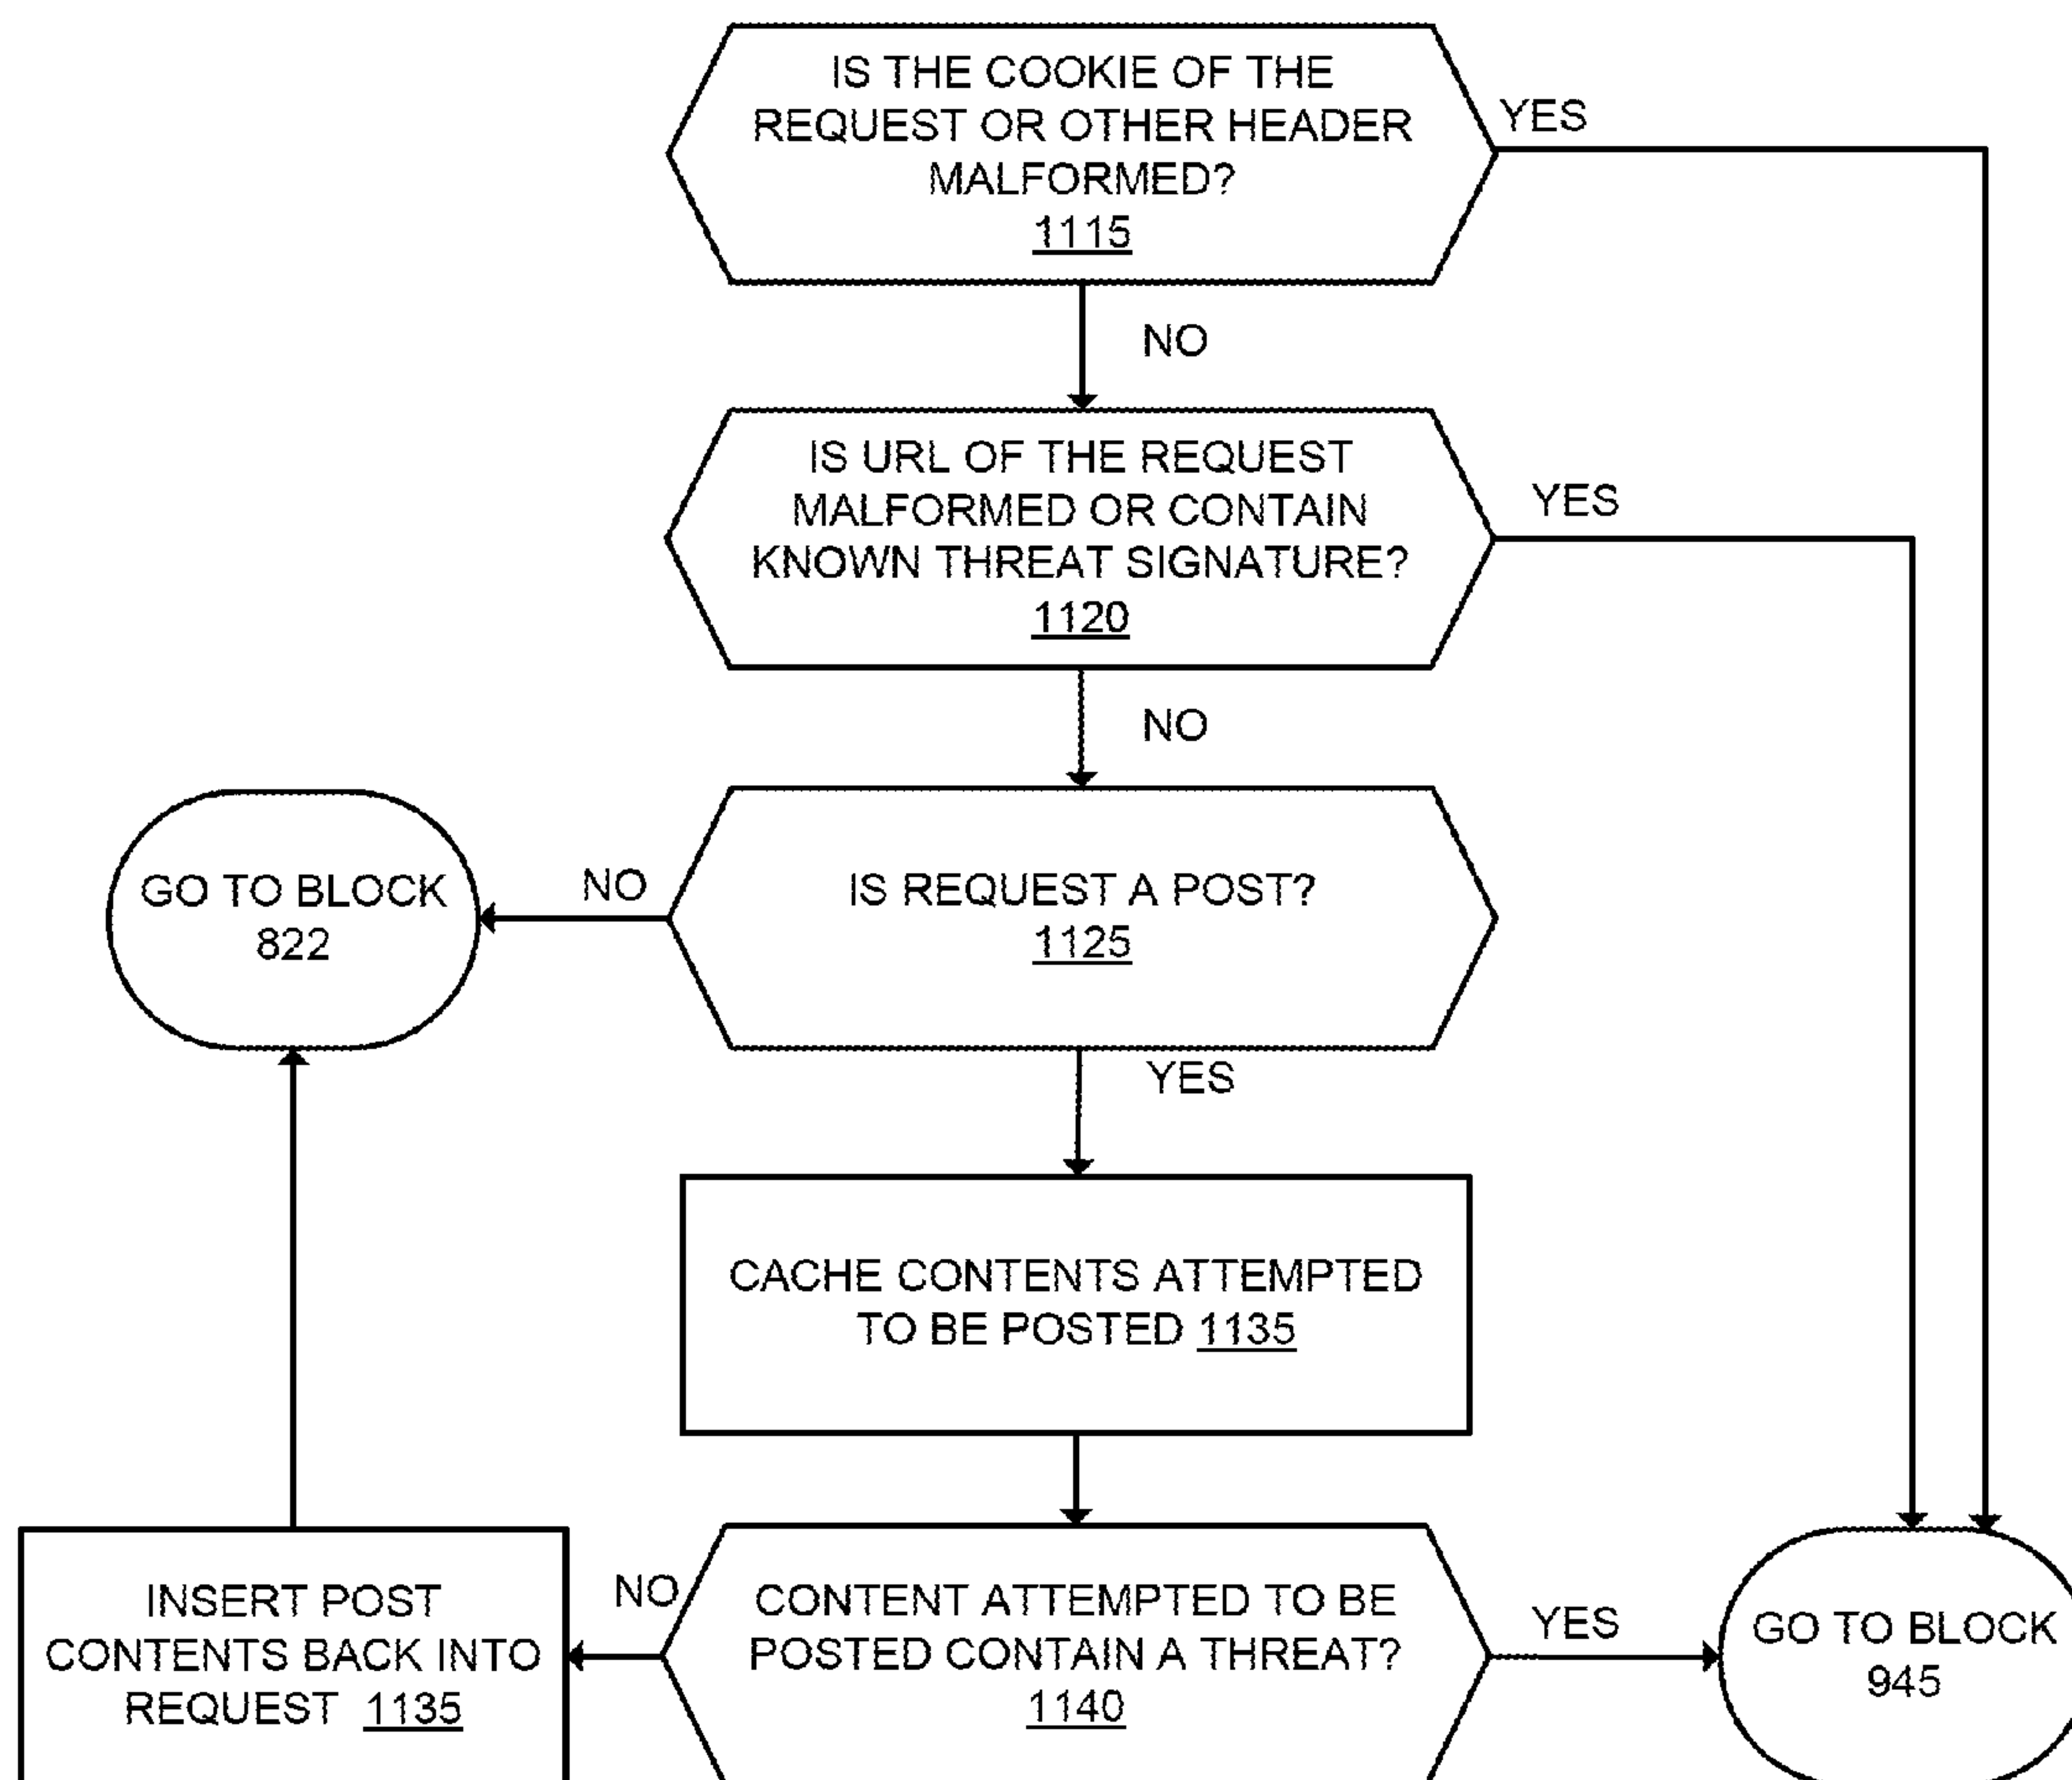 IS THE COOKIE OF THE
REQUEST OR OTHER HEADER
MALFORMED?
1115
YES
NO
IS URL OF THE REQUEST
MALFORMED OR CONTAIN
KNOWN THREAT SIGNATURE?
1120
YES
NO
GO TO BLOCK
822
NO
IS REQUEST A POST?
1125
YES
CACHE CONTENTS ATTEMPTED
TO BE POSTED 1135
INSERT POST
CONTENTS BACK INTO
REQUEST 1135
NO
CONTENT ATTEMPTED TO BE
POSTED CONTAIN A THREAT?
1140
YES
GO TO BLOCK
945